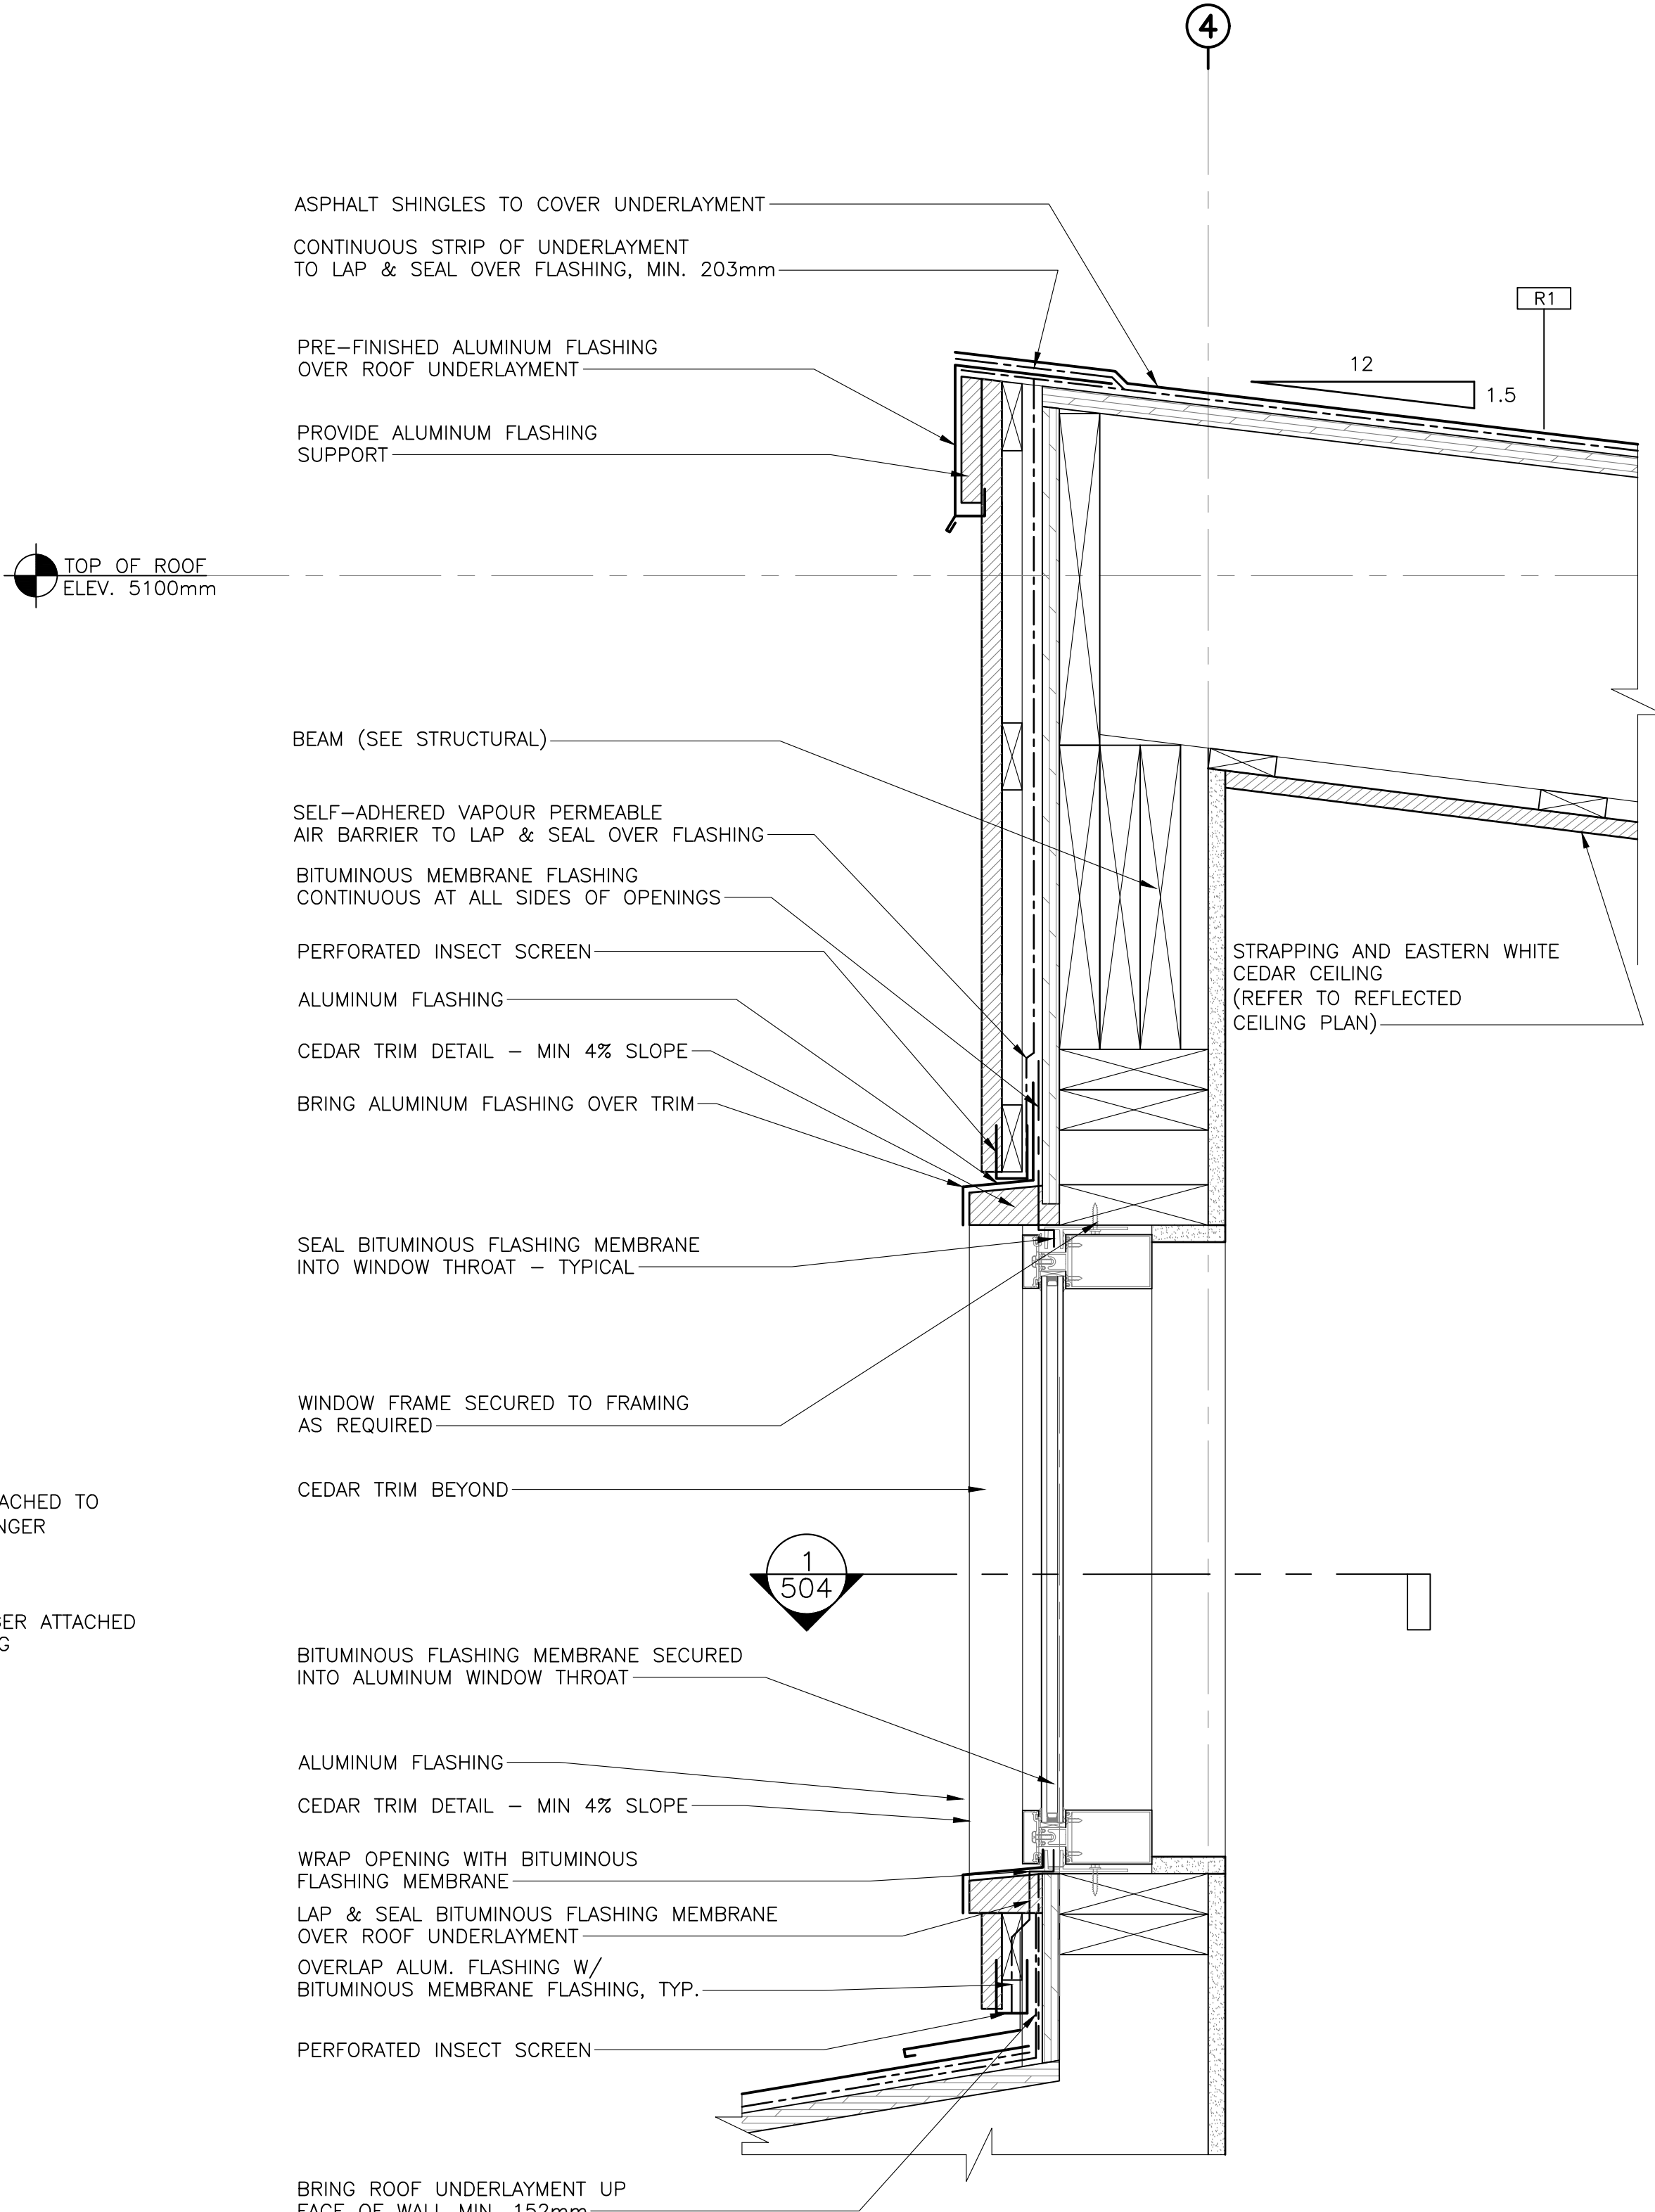 4
ASPHALT SHINGLES TO COVER UNDERLAYMENT
CONTINUOUS STRIP OF UNDERLAYMENT
TO LAP & SEAL OVER FLASHING, MIN. 203mm
R1
PRE-FINISHED ALUMINUM FLASHING
OVER ROOF UNDERLAYMENT
12
1.5
PROVIDE ALUMINUM FLASHING
SUPPORT
TOP OF ROOF
ELEV. 5100mm
BEAM (SEE STRUCTURAL)
SELF-ADHERED VAPOUR PERMEABLE
AIR BARRIER TO LAP & SEAL OVER FLASHING
BITUMINOUS MEMBRANE FLASHING
CONTINUOUS AT ALL SIDES OF OPENINGS
PERFORATED INSECT SCREEN
STRAPPING AND EASTERN WHITE
CEDAR CEILING
(REFER TO REFLECTED
CEILING PLAN)
ALUMINUM FLASHING
CEDAR TRIM DETAIL - MIN 4% SLOPE
BRING ALUMINUM FLASHING OVER TRIM
SEAL BITUMINOUS FLASHING MEMBRANE
INTO WINDOW THROAT - TYPICAL
WINDOW FRAME SECURED TO FRAMING
AS REQUIRED
CEDAR TRIM BEYOND
ACHED TO
NGER
1
504
BER ATTACHED
G
BITUMINOUS FLASHING MEMBRANE SECURED
INTO ALUMINUM WINDOW THROAT
ALUMINUM FLASHING
CEDAR TRIM DETAIL - MIN 4% SLOPE
WRAP OPENING WITH BITUMINOUS
FLASHING MEMBRANE
LAP & SEAL BITUMINOUS FLASHING MEMBRANE
OVER ROOF UNDERLAYMENT
OVERLAP ALUM. FLASHING W/
BITUMINOUS MEMBRANE FLASHING, TYP.
PERFORATED INSECT SCREEN
BRING ROOF UNDERLAYMENT UP
FACE OF WALL MIN. 152mm